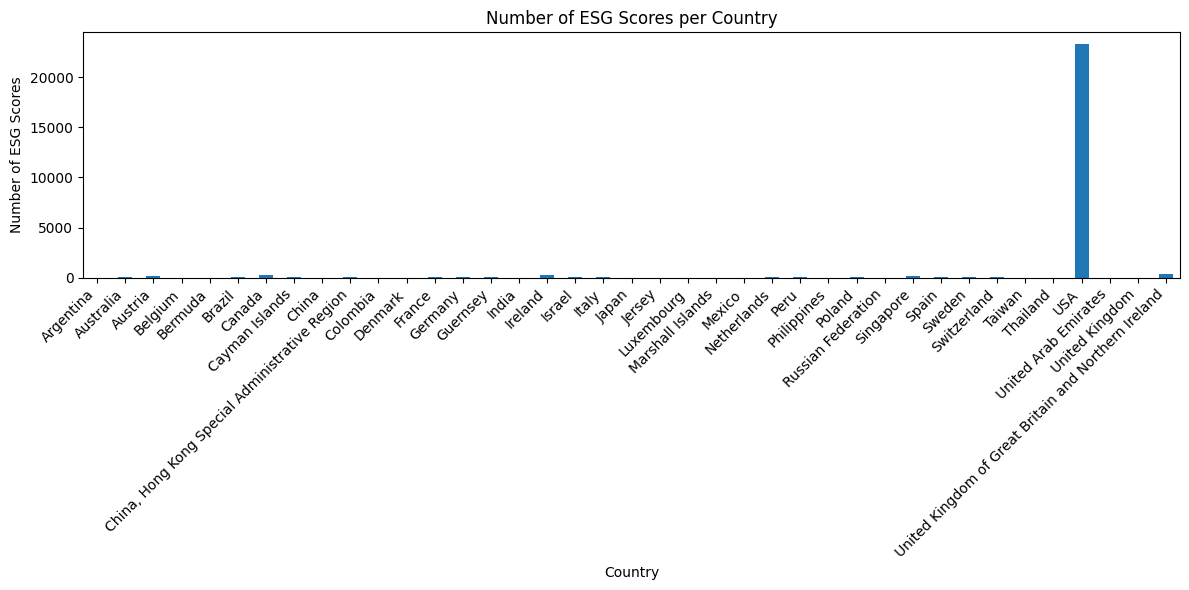 Number of ESG Scores per Country
Number of ESG Scores
20000
15000
10000
5000
0
Argentina
Australia
Austria
Belgium
Bermuda
Brazil
Canada
Cayman Islands
China
China, Hong Kong Special Administrative Region
Colombia
Denmark
France
Germany
Guernsey
India
Ireland
Israel
Italy
Japan
Jersey
Luxembourg
Marshall Islands
Mexico
Netherlands
Peru
Philippines
Poland
Russian Federation
Singapore
Spain
Sweden
Switzerland
Taiwan
Thailand
USA
United Arab Emirates
United Kingdom
United Kingdom of Great Britain and Northern Ireland
Country